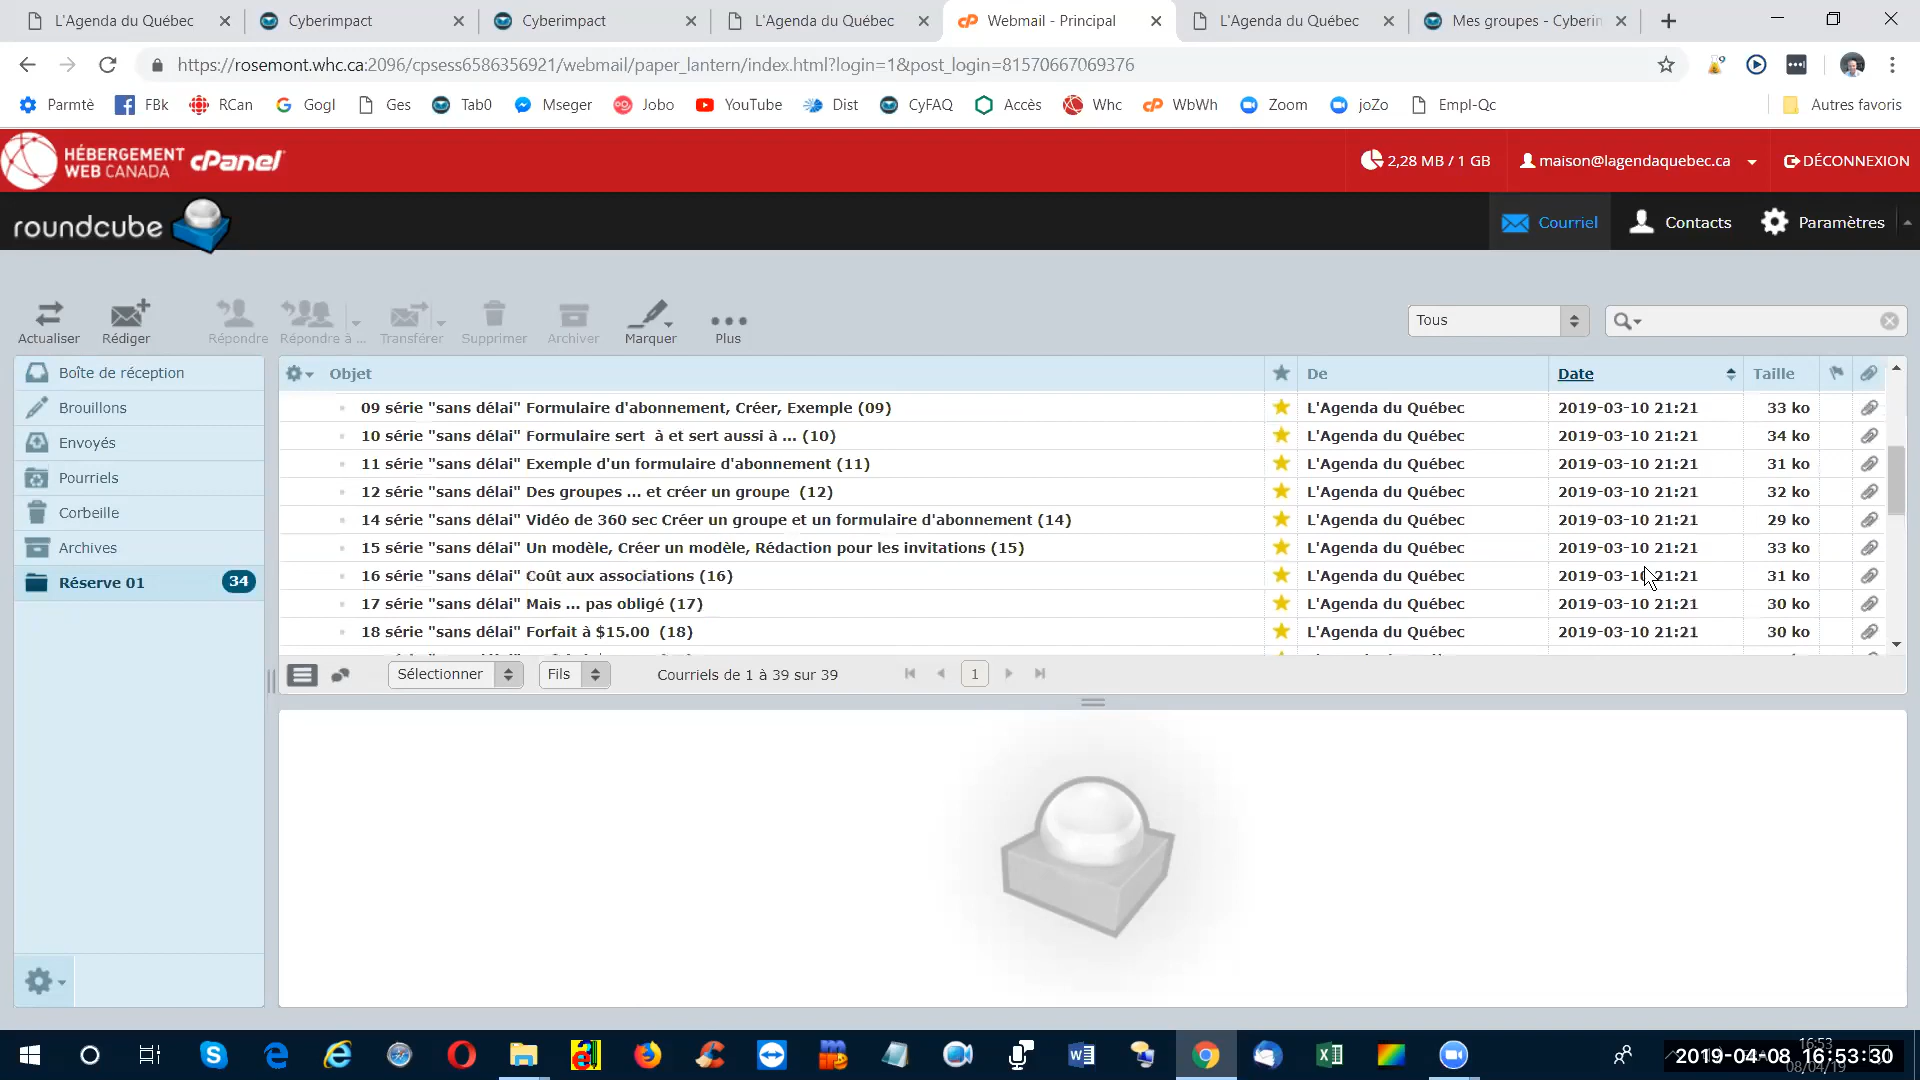 L'Agenda du Québec
Cyberimpact
Cyberimpact
L'Agenda du Québec
Webmail - Principal
L'Agenda du Québec
Mes groupes - Cyberim
https://rosemont.whc.ca:2096/cpsess6586356921/webmail/paper_lantern/index.html?login=1&post_login=81570667069376
Parmtè FBk RCan Gogl Ges Tab0 Mseger Jobo YouTube Dist CyFAQ Accès Whc WbWh Zoom joZo Empl-Qc Autres favoris
HÉBERGEMENT
WEB CANADA
cPanel
2,28 MB / 1 GB
maison@lagendaquebec.ca
DÉCONNEXION
roundcube
Courriel Contacts Paramètres
Actualiser Rédiger Répondre Répondre à ... Transférer Supprimer Archiver Marquer Plus
Tous
Boîte de réception
Brouillons
Envoyés
Pourriels
Corbeille
Archives
Réserve 01 34
Objet De Date Taille
09 série "sans délai" Formulaire d'abonnement, Créer, Exemple (09) L'Agenda du Québec 2019-03-10 21:21 33 ko
10 série "sans délai" Formulaire sert à et sert aussi à ... (10) L'Agenda du Québec 2019-03-10 21:21 34 ko
11 série "sans délai" Exemple d'un formulaire d'abonnement (11) L'Agenda du Québec 2019-03-10 21:21 31 ko
12 série "sans délai" Des groupes ... et créer un groupe (12) L'Agenda du Québec 2019-03-10 21:21 32 ko
14 série "sans délai" Vidéo de 360 sec Créer un groupe et un formulaire d'abonnement (14) L'Agenda du Québec 2019-03-10 21:21 29 ko
15 série "sans délai" Un modèle, Créer un modèle, Rédaction pour les invitations (15) L'Agenda du Québec 2019-03-10 21:21 33 ko
16 série "sans délai" Coût aux associations (16) L'Agenda du Québec 2019-03-10 21:21 31 ko
17 série "sans délai" Mais ... pas obligé (17) L'Agenda du Québec 2019-03-10 21:21 30 ko
18 série "sans délai" Forfait à $15.00 (18) L'Agenda du Québec 2019-03-10 21:21 30 ko
Sélectionner Fils Courriels de 1 à 39 sur 39 1
16:53
2019-04-08 16:53:30
08/04/19